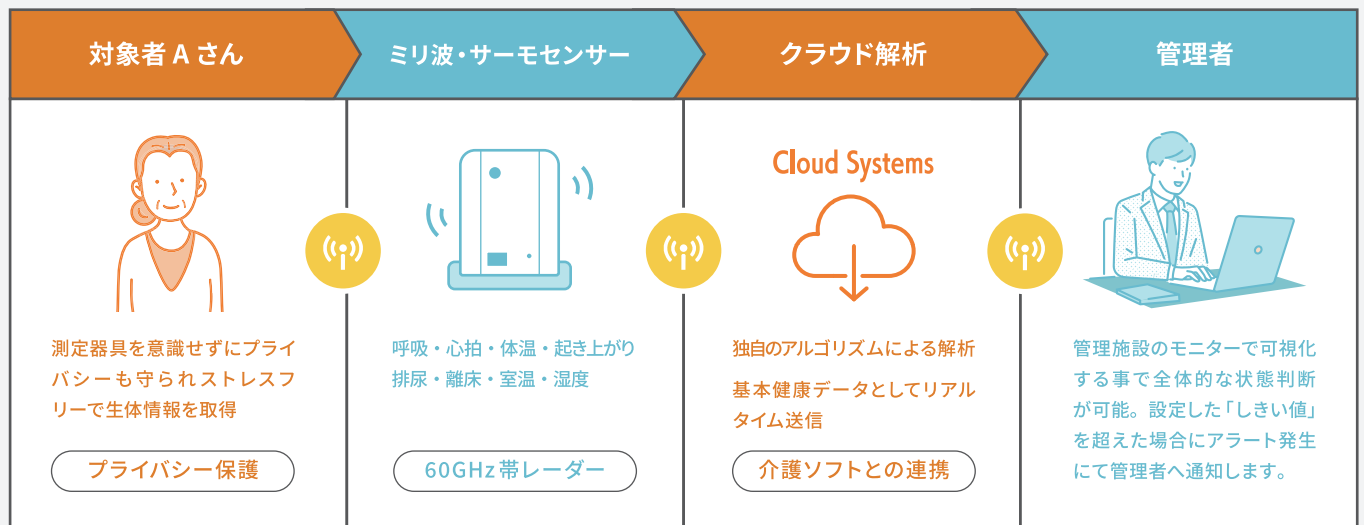 対象者 A さん
ミリ波・サーモセンサー
クラウド解析
管理者
測定器具を意識せずにプライ
バシーも守られストレスフ
リーで生体情報を取得
プライバシー保護
呼吸・心拍・体温・起き上がり
排尿・離床・室温・湿度
60GHz 帯レーダー
Cloud Systems
独自のアルゴリズムによる解析
基本健康データとしてリアル
タイム送信
介護ソフトとの連携
管理施設のモニターで可視化
する事で全体的な状態判断
が可能。設定した「しきい値」
を超えた場合にアラート発生
にて管理者へ通知します。